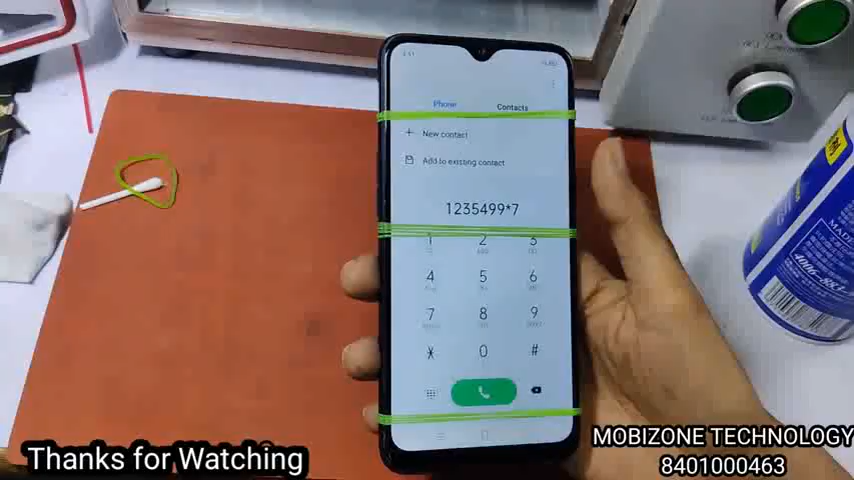 Phone
Contacts
New contact
Add to existing contact
1235499*7
1
2
3
4
5
6
7
8
9
*
0
#
MADE
Thanks for Watching
MOBIZONE TECHNOLOGY
8401000463